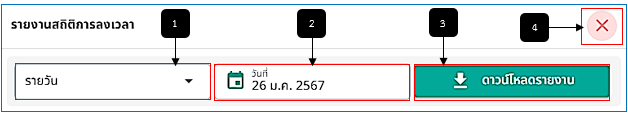 รายงานสถิติการลงเวลา
1
2
3
4
รายวัน
วันที่
26 ม.ค. 2567
ดาวน์โหลดรายงาน